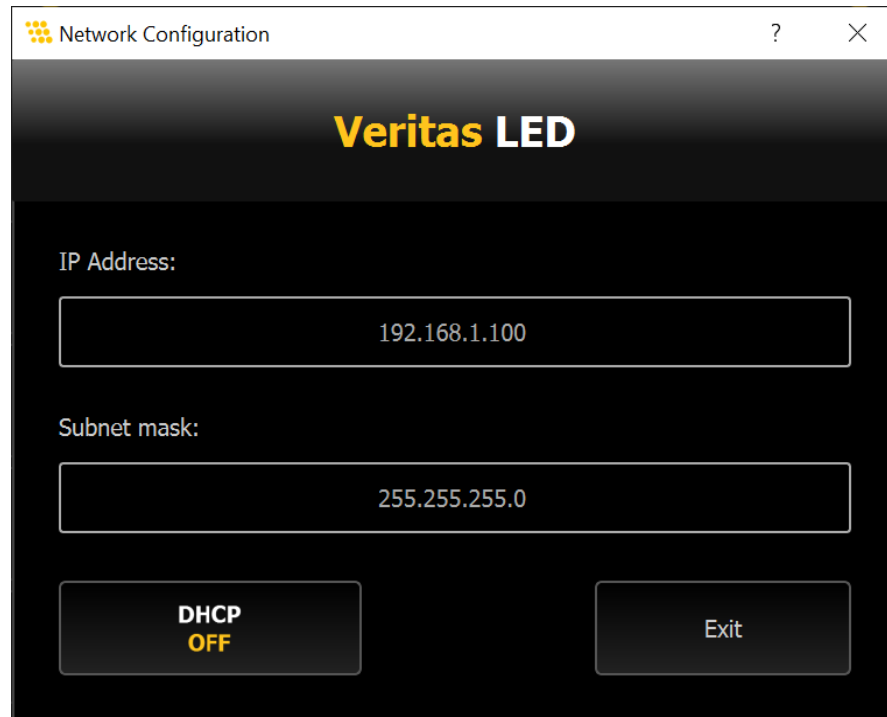 Network Configuration ?
Veritas LED
IP Address:
192.168.1.100
Subnet mask:
255.255.255.0
DHCP
OFF
Exit